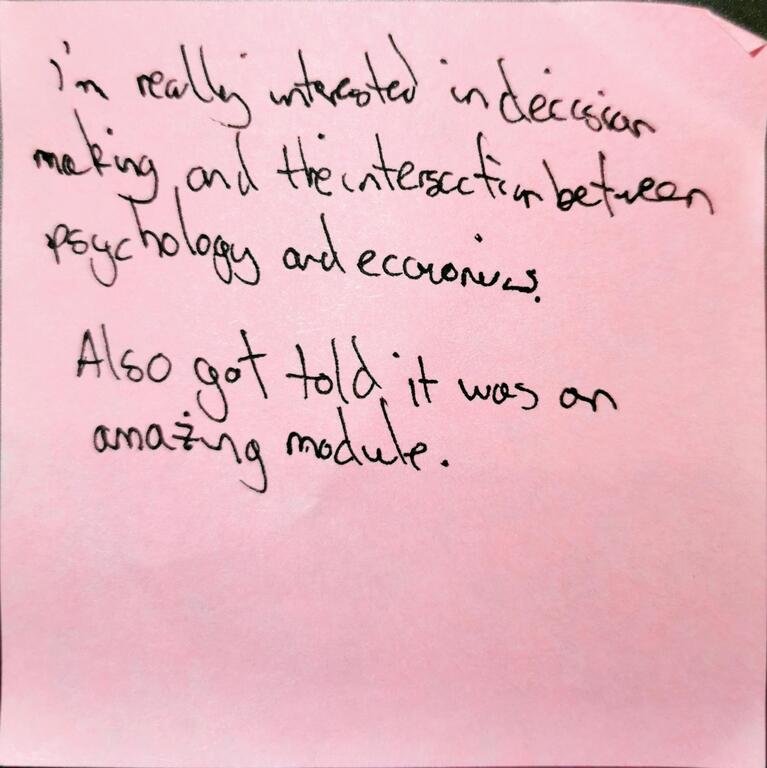 I'm really interested in decision
making and the intersection between
psychology and economics.
Also got told it was an
amazing module.